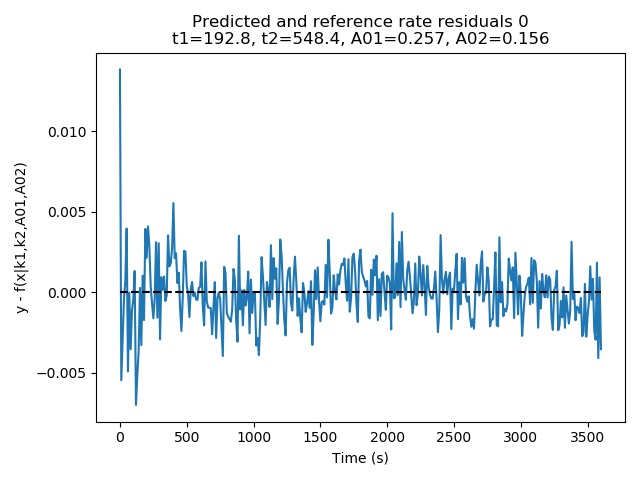 Predicted and reference rate residuals 0
t1=192.8, t2=548.4, A01=0.257, A02=0.156
y - f(x|k1,k2,A01,A02)
0.010
0.005
0.000
−0.005
0 500 1000 1500 2000 2500 3000 3500
Time (s)